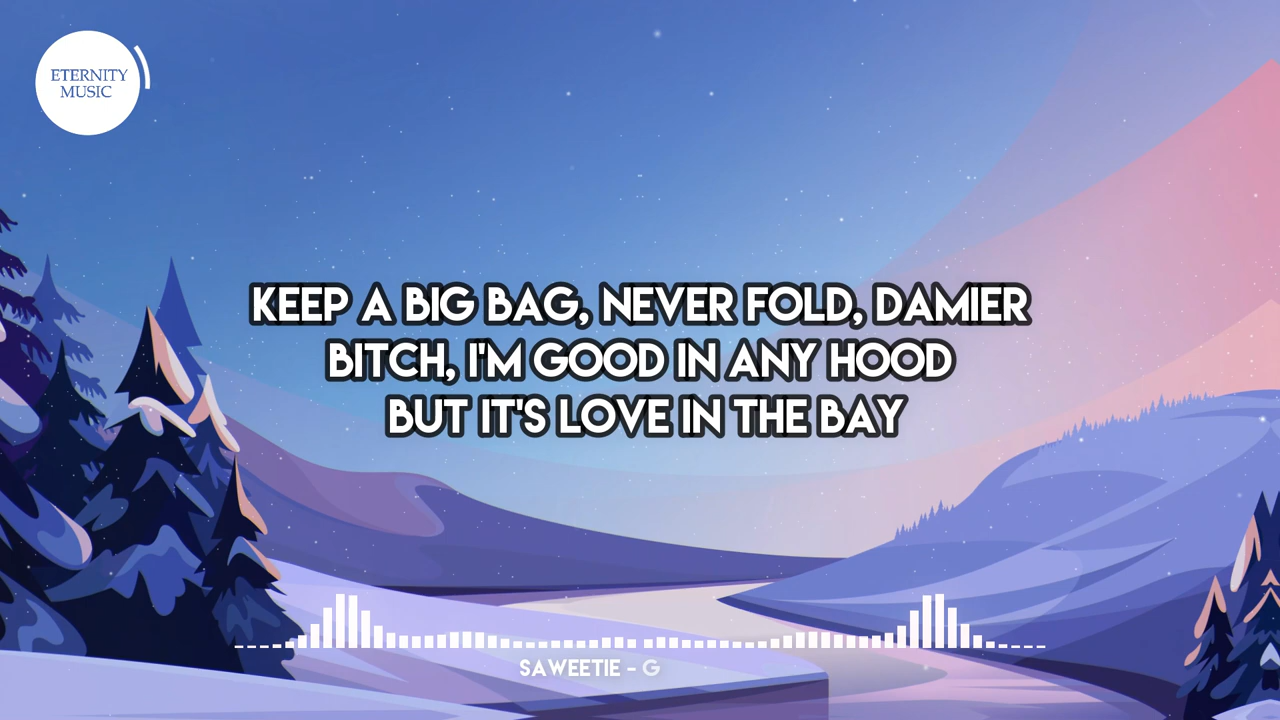 ETERNITY
MUSIC
KEEP A BIG BAG, NEVER FOLD, DAMIER
BITCH, I'M GOOD IN ANY HOOD
BUT IT'S LOVE IN THE BAY
SAWEETIE - G